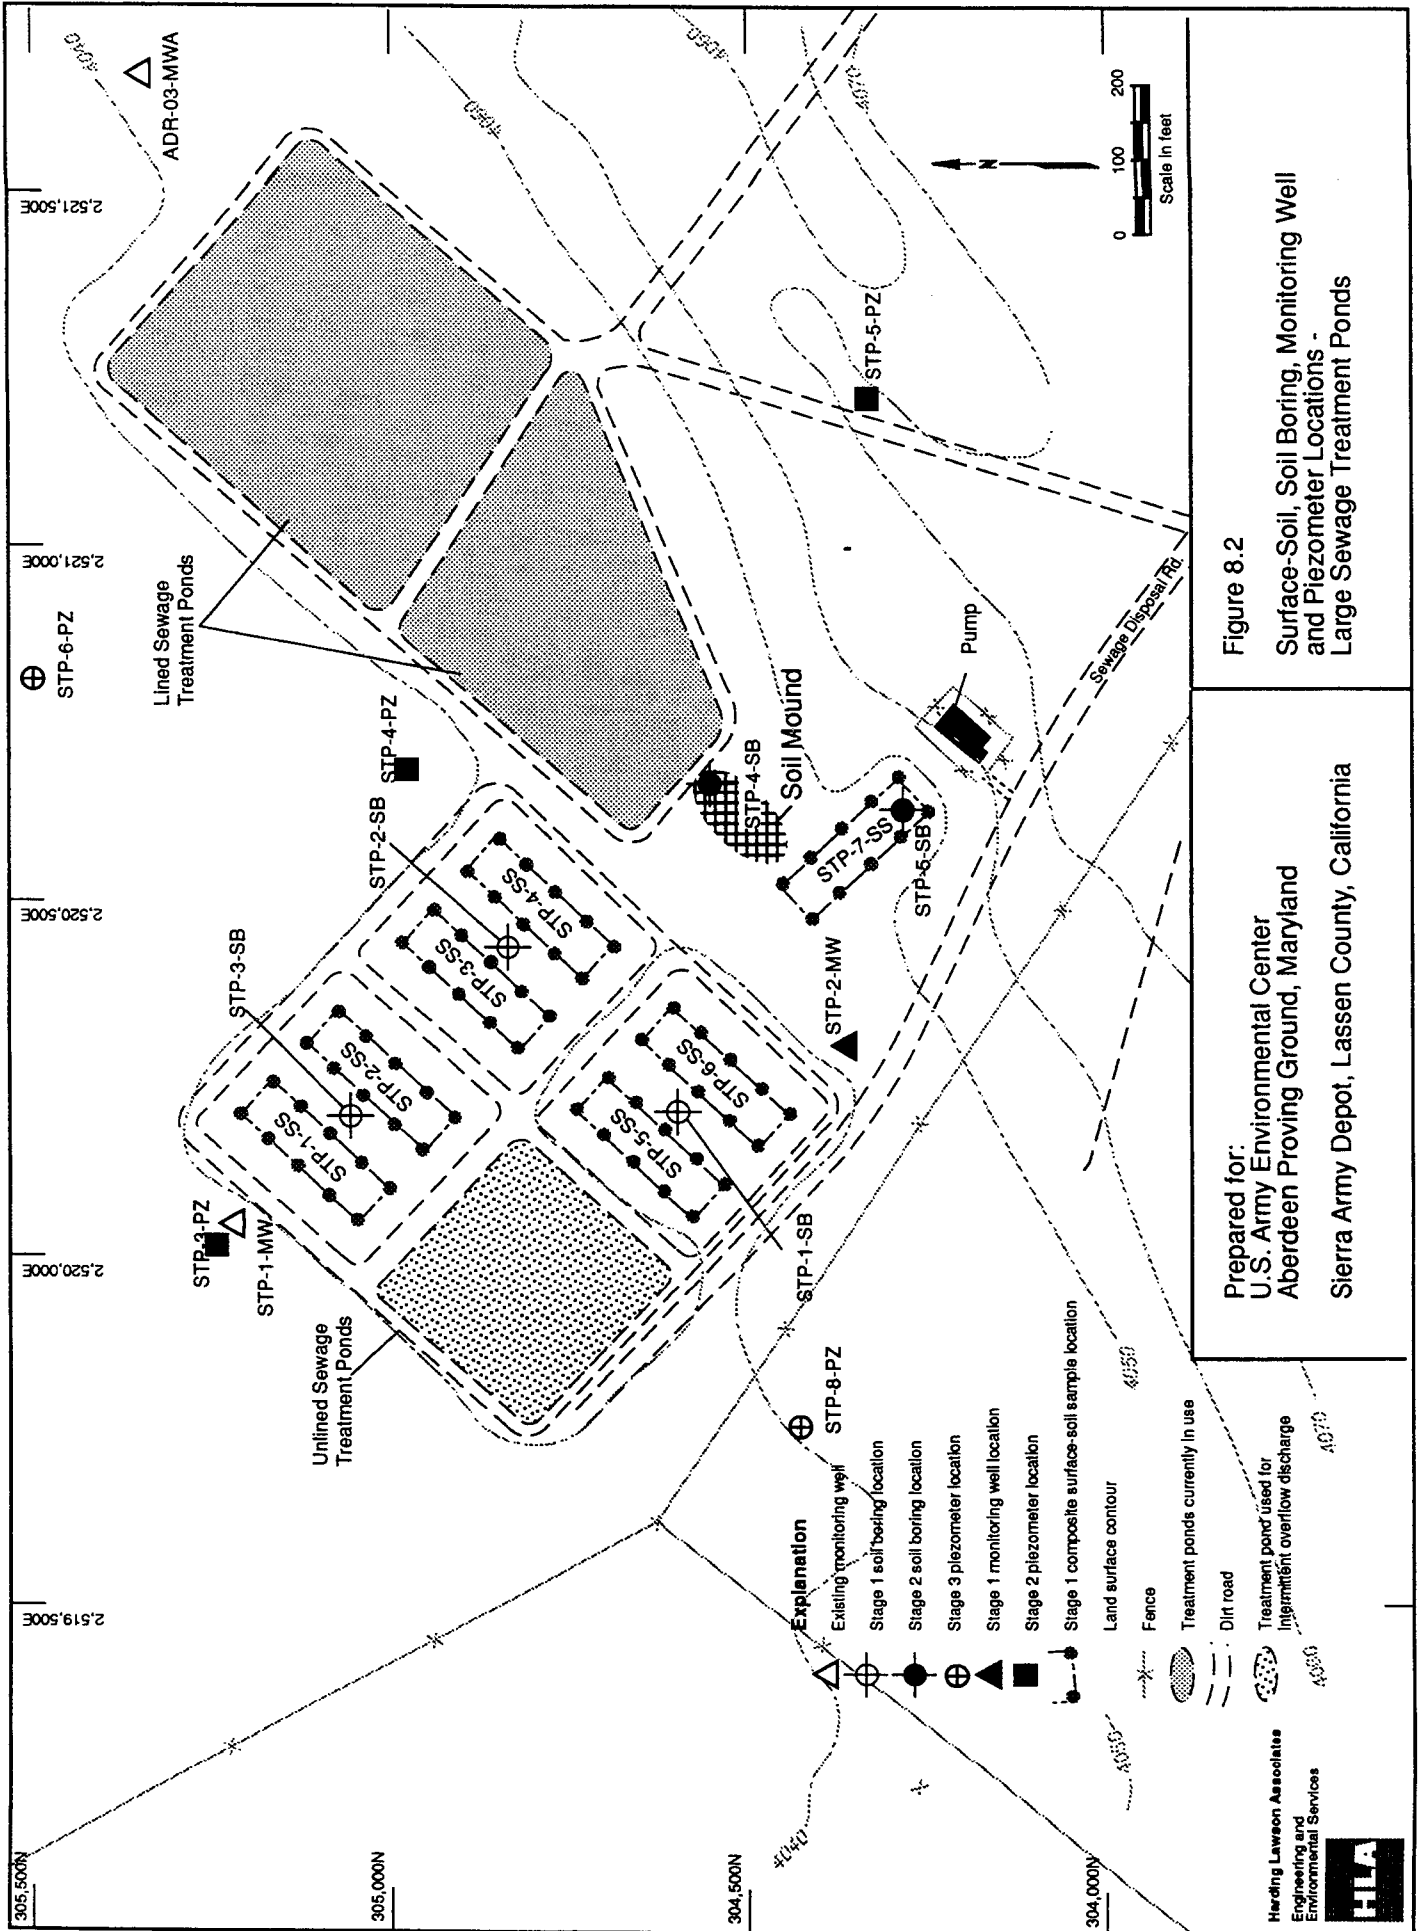 305,500N
305,000N
304,500N
304,000N
2,519,500E
2,520,000E
2,520,500E
2,521,000E
2,521,500E
4040
ADR-03-MWA
STP-6-PZ
Lined Sewage
Treatment Ponds
STP-4-PZ
STP-2-SB
STP-3-SB
STP-3-PZ
STP-1-MW
Unlined Sewage
Treatment Ponds
STP-1-SS
STP-2-SS
STP-3-SS
STP-4-SS
STP-5-SS
STP-6-SS
STP-7-SS
STP-1-SB
STP-4-SB
Soil Mound
STP-5-SB
STP-2-MW
STP-8-PZ
STP-5-PZ
Pump
Sewage Disposal Rd.
4050
4060
4070
4040
4050
4050
4070
N
0 100 200
Scale in feet
Explanation
Existing monitoring well
Stage 1 soil boring location
Stage 2 soil boring location
Stage 3 piezometer location
Stage 1 monitoring well location
Stage 2 piezometer location
Stage 1 composite surface-soil sample location
Land surface contour
Fence
Treatment ponds currently in use
Dirt road
Treatment pond used for
intermittent overflow discharge
Harding Lawson Associates
Engineering and
Environmental Services
HLA
Prepared for:
U.S. Army Environmental Center
Aberdeen Proving Ground, Maryland
Sierra Army Depot, Lassen County, California
Figure 8.2
Surface-Soil, Soil Boring, Monitoring Well
and Piezometer Locations -
Large Sewage Treatment Ponds